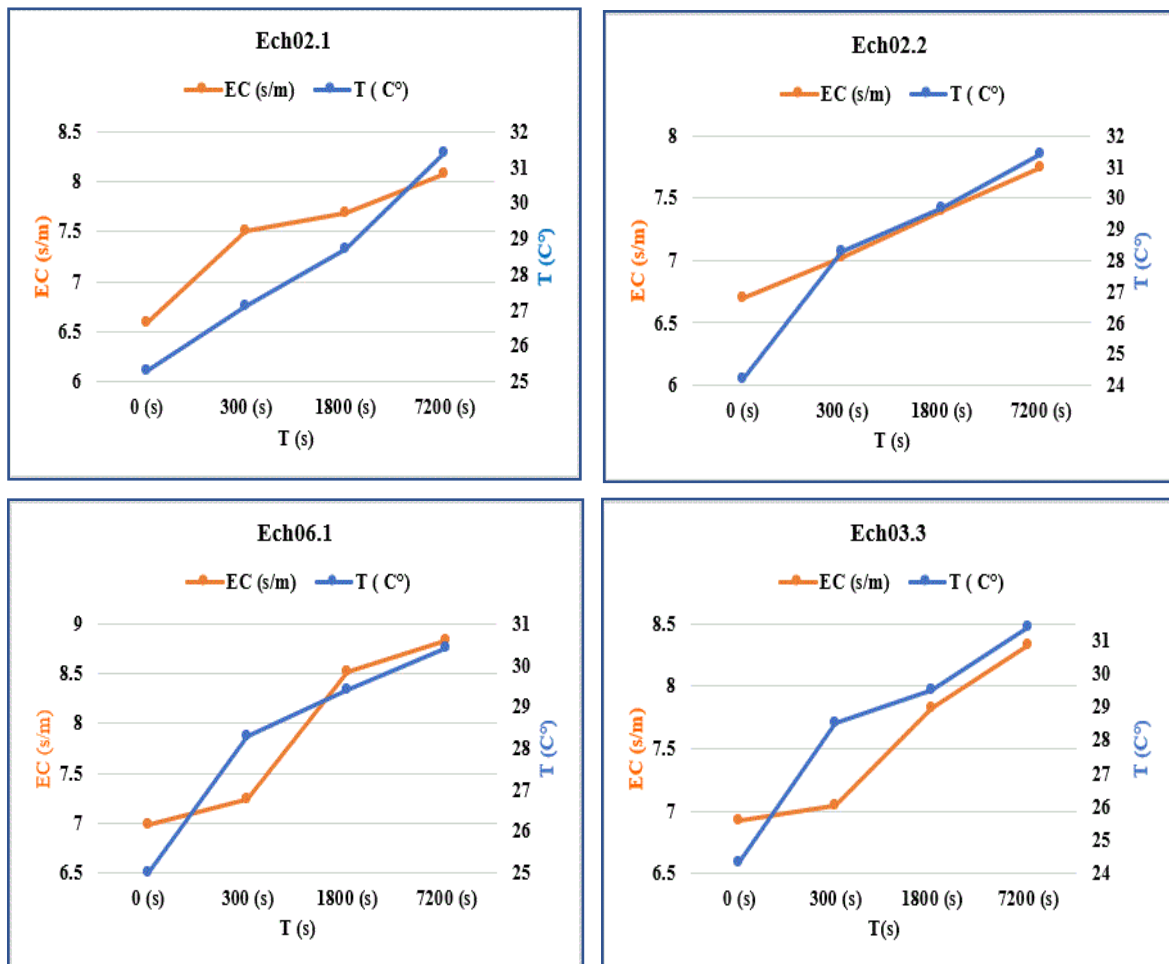 Ech02.1
EC (s/m) T ( C°)
8.5
8
7.5
7
6.5
6
EC (s/m)
32
31
30
29
28
27
26
25
T (C°)
0 (s) 300 (s) 1800 (s) 7200 (s)
T (s)
Ech02.2
EC (s/m) T ( C°)
8
7.5
7
6.5
6
EC (s/m)
32
31
30
29
28
27
26
25
24
T (C°)
0 (s) 300 (s) 1800 (s) 7200 (s)
T (s)
Ech06.1
EC (s/m) T ( C°)
9
8.5
8
7.5
7
6.5
EC (s/m)
31
30
29
28
27
26
25
T (C°)
0 (s) 300 (s) 1800 (s) 7200 (s)
T (s)
Ech03.3
EC (s/m) T ( C°)
8.5
8
7.5
7
6.5
EC (s/m)
31
30
29
28
27
26
25
24
T (C°)
0 (s) 300 (s) 1800 (s) 7200 (s)
T(s)